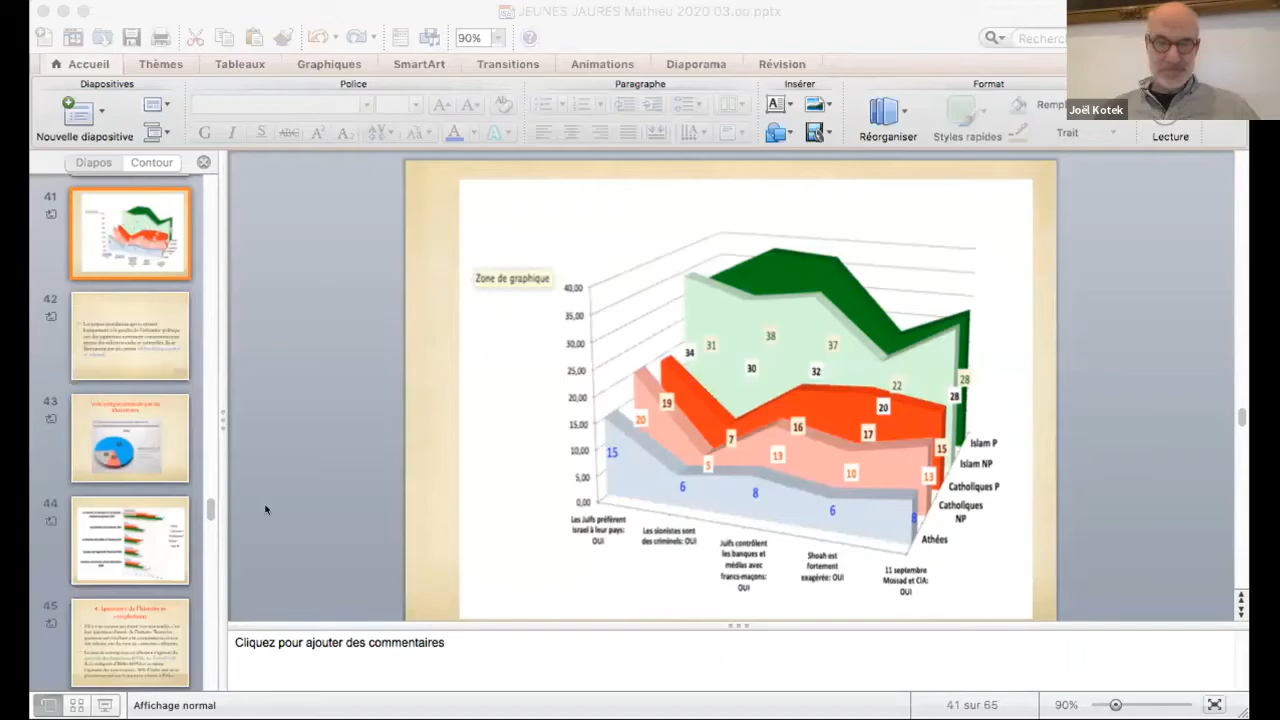 JEUNES JAURES Mathieu 2020 03.oo.pptx
90%
Recherc
Joël Kotek
Accueil
Thèmes
Tableaux
Graphiques
SmartArt
Transitions
Animations
Diaporama
Révision
Diapositives
Police
Paragraphe
Insérer
Format
Nouvelle diapositive
Réorganiser
Styles rapides
Remp
Trait
Lecture
Diapos
Contour
41
42
43
44
45
Zone de graphique
40,00
35,00
30,00
25,00
20,00
15,00
10,00
5,00
0,00
34 31 38 37 22 28
30 32 20 28
20 19 7 16 17 15
5 13 10 13
15 6 8 6 8
Les Juifs préfèrent
Israel à leur pays:
OUI
Les sionistes sont
des criminels: OUI
Juifs contrôlent
les banques et
médias avec
francs-maçons:
OUI
Shoah est
fortement
exagérée: OUI
11 septembre
Mossad et CIA:
OUI
Islam P
Islam NP
Catholiques P
Catholiques
NP
Athées
Cliquez pour ajouter des commentaires
Affichage normal
41 sur 65
90%